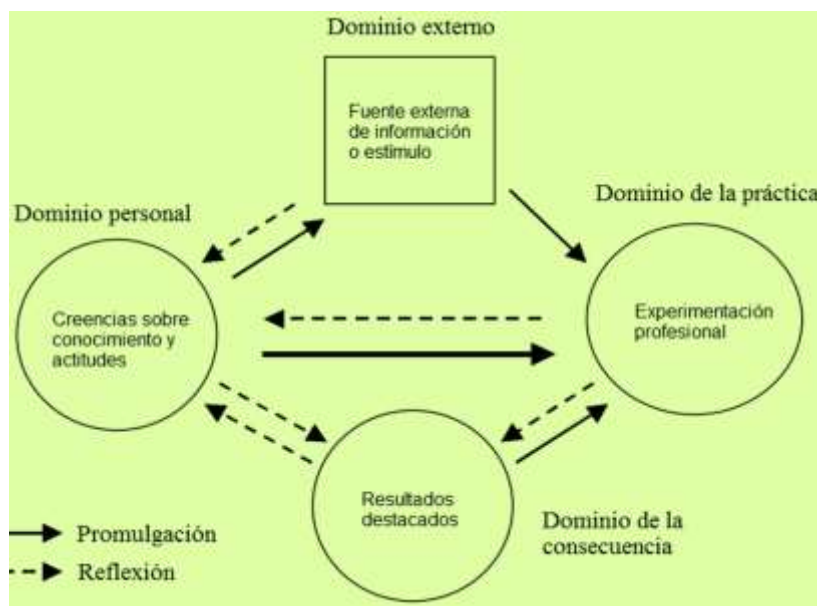 Dominio externo
Fuente externa
de información
o estímulo
Dominio personal
Dominio de la práctica
Creencias sobre
conocimiento y
actitudes
Experimentación
profesional
Resultados
destacados
Dominio de la
consecuencia
Promulgación
Reflexión